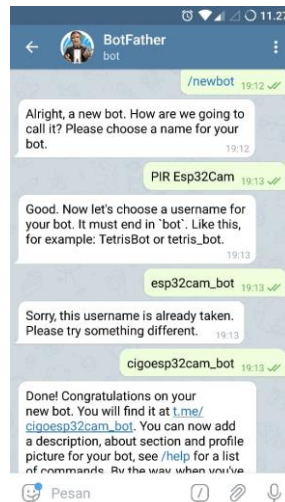 11.27
BotFather
bot
/newbot 19:12
Alright, a new bot. How are we going to
call it? Please choose a name for your
bot.
19:12
PIR Esp32Cam 19:13
Good. Now let's choose a username for
your bot. It must end in `bot`. Like this,
for example: TetrisBot or tetris_bot.
19:13
esp32cam_bot 19:13
Sorry, this username is already taken.
Please try something different. 19:13
cigoesp32cam_bot 19:13
Done! Congratulations on your
new bot. You will find it at t.me/
cigoesp32cam_bot. You can now add
a description, about section and profile
picture for your bot, see /help for a list
of commands. By the way, when you've
Pesan